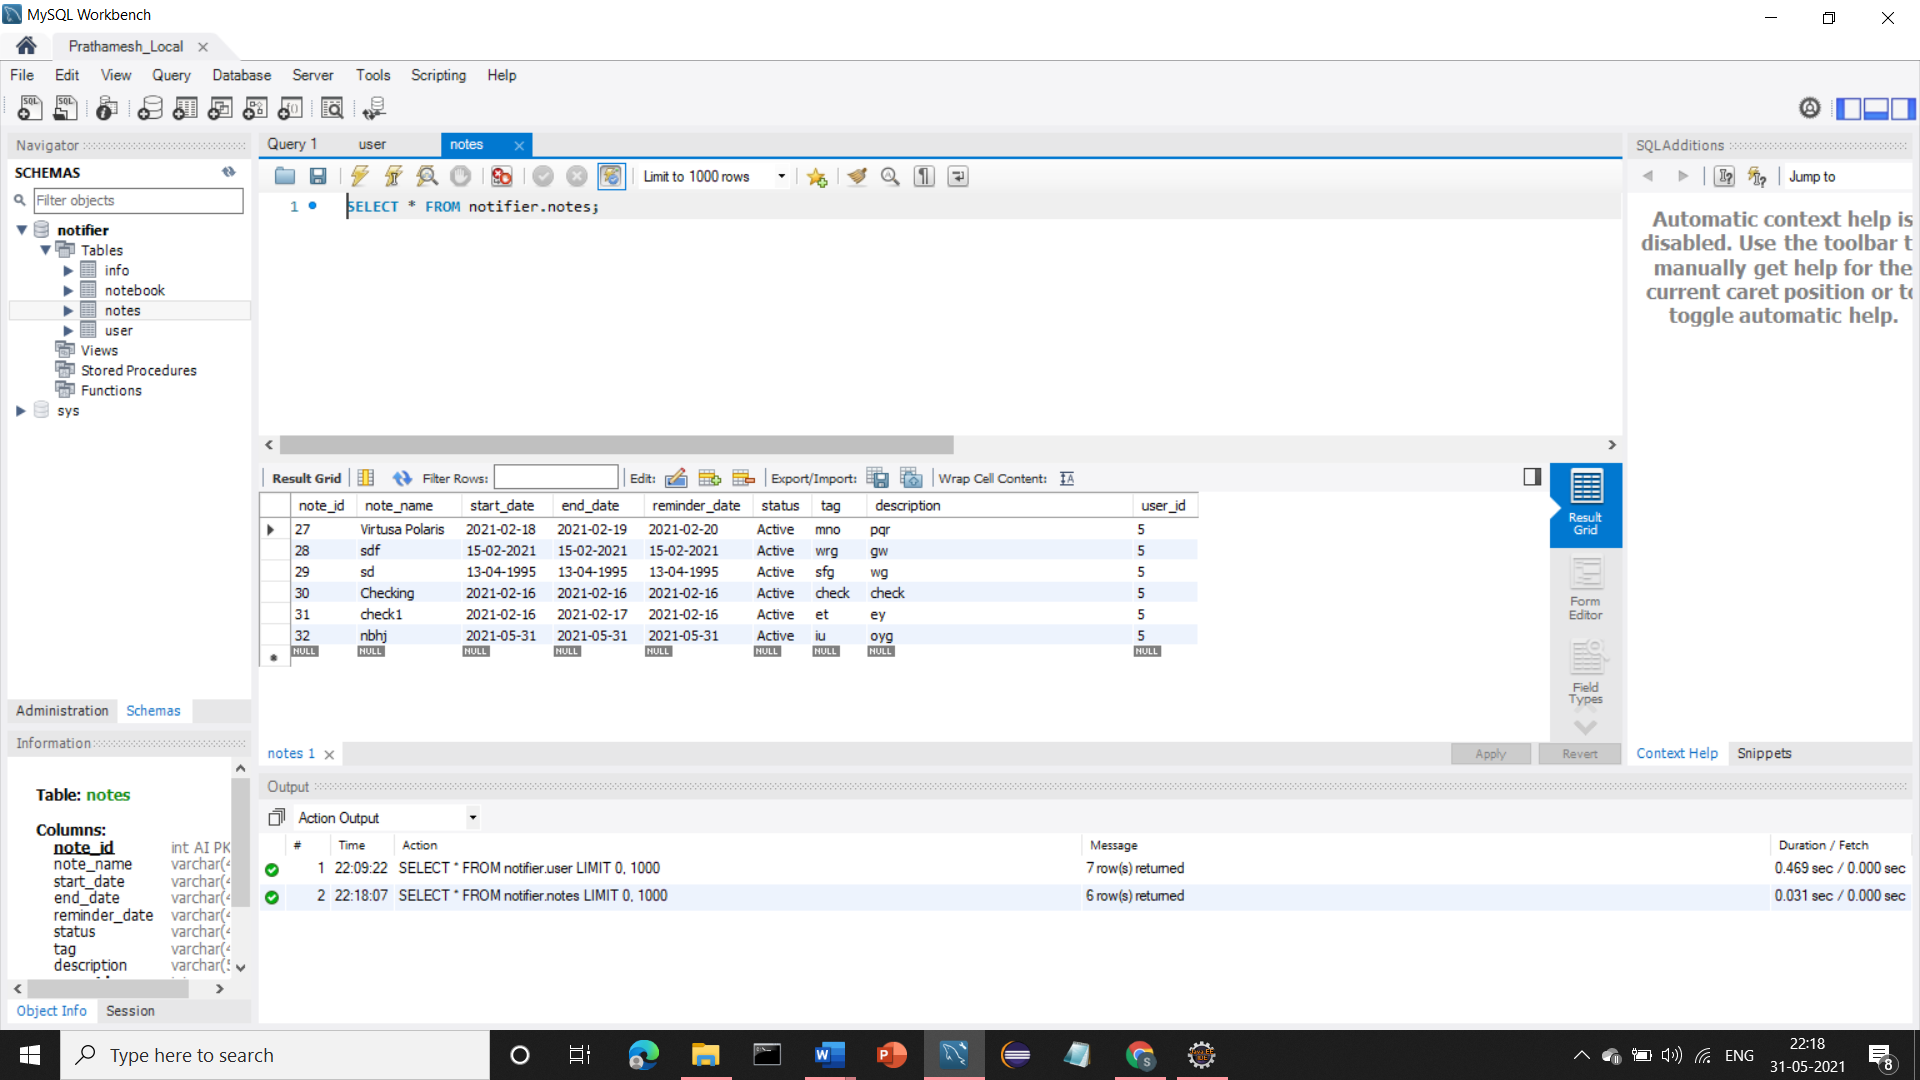 MySQL Workbench
Prathamesh_Local
File Edit View Query Database Server Tools Scripting Help
Navigator
SCHEMAS
Filter objects
notifier
Tables
info
notebook
notes
user
Views
Stored Procedures
Functions
sys
Administration Schemas
Information
Table: notes
Columns:
note_id int AI PK
note_name varchar(4
start_date varchar(4
end_date varchar(4
reminder_date varchar(4
status varchar(4
tag varchar(4
description varchar(5
Object Info Session
Query 1 user notes
Limit to 1000 rows
1 SELECT * FROM notifier.notes;
Result Grid Filter Rows: Edit: Export/Import: Wrap Cell Content:
note_id note_name start_date end_date reminder_date status tag description user_id
27 Virtusa Polaris 2021-02-18 2021-02-19 2021-02-20 Active mno pqr 5
28 sdf 15-02-2021 15-02-2021 15-02-2021 Active wrg gw 5
29 sd 13-04-1995 13-04-1995 13-04-1995 Active sfg wg 5
30 Checking 2021-02-16 2021-02-16 2021-02-16 Active check check 5
31 check1 2021-02-16 2021-02-17 2021-02-16 Active et ey 5
32 nbhj 2021-05-31 2021-05-31 2021-05-31 Active iu oyg 5
NULL NULL NULL NULL NULL NULL NULL NULL NULL
Result
Grid
Form
Editor
Field
Types
notes 1 Apply Revert
SQLAdditions
Jump to
Automatic context help is
disabled. Use the toolbar t
manually get help for the
current caret position or to
toggle automatic help.
Context Help Snippets
Output
Action Output
# Time Action Message Duration / Fetch
1 22:09:22 SELECT * FROM notifier.user LIMIT 0, 1000 7 row(s) returned 0.469 sec / 0.000 sec
2 22:18:07 SELECT * FROM notifier.notes LIMIT 0, 1000 6 row(s) returned 0.031 sec / 0.000 sec
Type here to search
ENG
22:18
31-05-2021
8